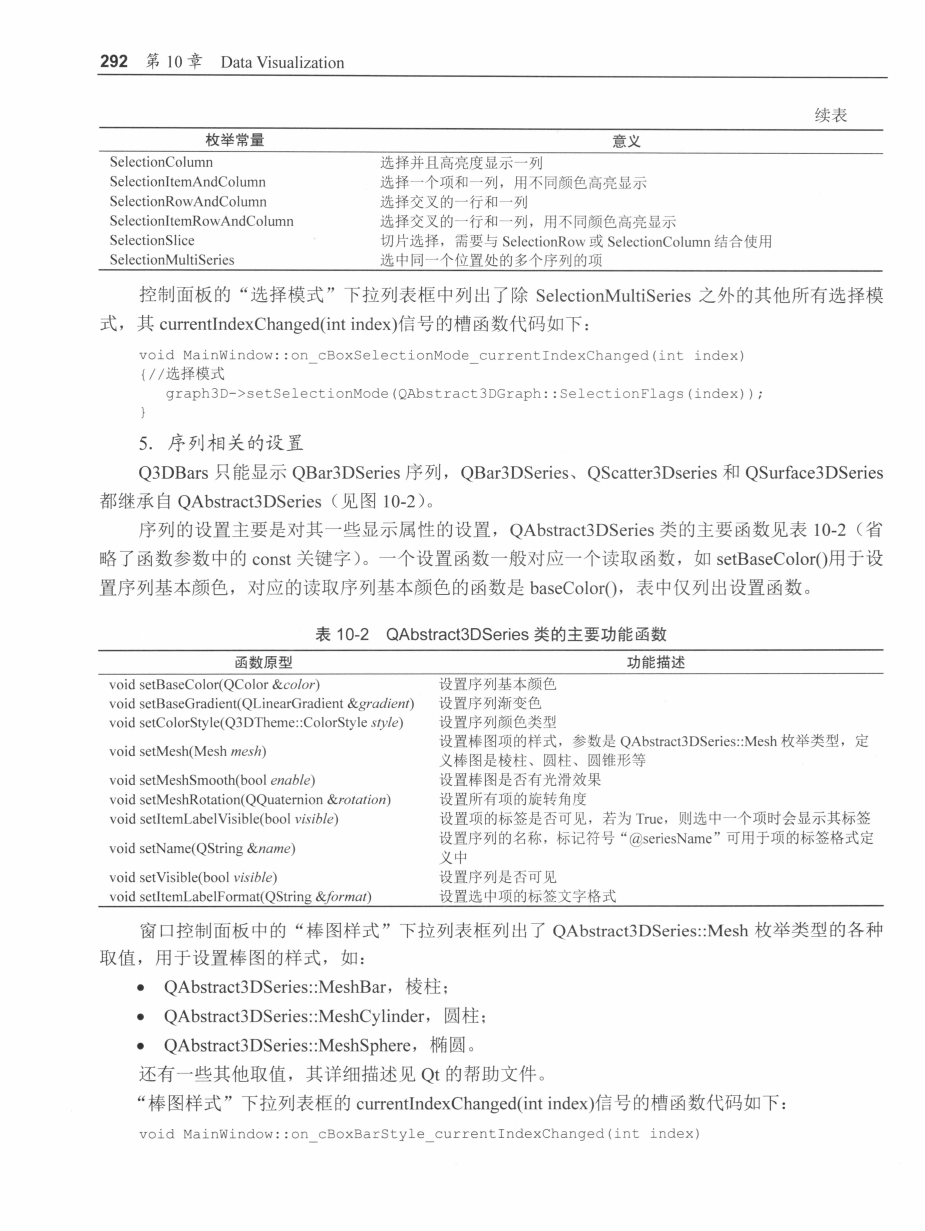 292 第 10 章 Data Visualization
续表
枚举常量 意义
SelectionColumn 选择并且高亮度显示一列
SelectionItemAndColumn 选择一个项和一列，用不同颜色高亮显示
SelectionRowAndColumn 选择交叉的一行和一列
SelectionItemRowAndColumn 选择交叉的一行和一列，用不同颜色高亮显示
SelectionSlice 切片选择，需要与 SelectionRow 或 SelectionColumn 结合使用
SelectionMultiSeries 选中同一个位置处的多个序列的项
控制面板的“选择模式”下拉列表框中列出了除 SelectionMultiSeries 之外的其他所有选择模
式，其 currentIndexChanged(int index)信号的槽函数代码如下：
void MainWindow::on_cBoxSelectionMode_currentIndexChanged(int index)
{//选择模式
graph3D->setSelectionMode(QAbstract3DGraph::SelectionFlags(index));
}
5．序列相关的设置
Q3DBars 只能显示 QBar3DSeries 序列，QBar3DSeries、QScatter3Dseries 和 QSurface3DSeries
都继承自 QAbstract3DSeries（见图 10-2）。
序列的设置主要是对其一些显示属性的设置，QAbstract3DSeries 类的主要函数见表 10-2（省
略了函数参数中的 const 关键字）。一个设置函数一般对应一个读取函数，如 setBaseColor()用于设
置序列基本颜色，对应的读取序列基本颜色的函数是 baseColor()，表中仅列出设置函数。
表 10-2 QAbstract3DSeries 类的主要功能函数
函数原型 功能描述
void setBaseColor(QColor &color) 设置序列基本颜色
void setBaseGradient(QLinearGradient &gradient) 设置序列渐变色
void setColorStyle(Q3DTheme::ColorStyle style) 设置序列颜色类型
void setMesh(Mesh mesh) 设置棒图项的样式，参数是 QAbstract3DSeries::Mesh 枚举类型，定
义棒图是棱柱、圆柱、圆锥形等
void setMeshSmooth(bool enable) 设置棒图是否有光滑效果
void setMeshRotation(QQuaternion &rotation) 设置所有项的旋转角度
void setItemLabelVisible(bool visible) 设置项的标签是否可见，若为 True，则选中一个项时会显示其标签
void setName(QString &name) 设置序列的名称，标记符号“@seriesName”可用于项的标签格式定
义中
void setVisible(bool visible) 设置序列是否可见
void setItemLabelFormat(QString &format) 设置选中项的标签文字格式
窗口控制面板中的“棒图样式”下拉列表框列出了 QAbstract3DSeries::Mesh 枚举类型的各种
取值，用于设置棒图的样式，如：
● QAbstract3DSeries::MeshBar，棱柱；
● QAbstract3DSeries::MeshCylinder，圆柱；
● QAbstract3DSeries::MeshSphere，椭圆。
还有一些其他取值，其详细描述见 Qt 的帮助文件。
“棒图样式”下拉列表框的 currentIndexChanged(int index)信号的槽函数代码如下：
void MainWindow::on_cBoxBarStyle_currentIndexChanged(int index)